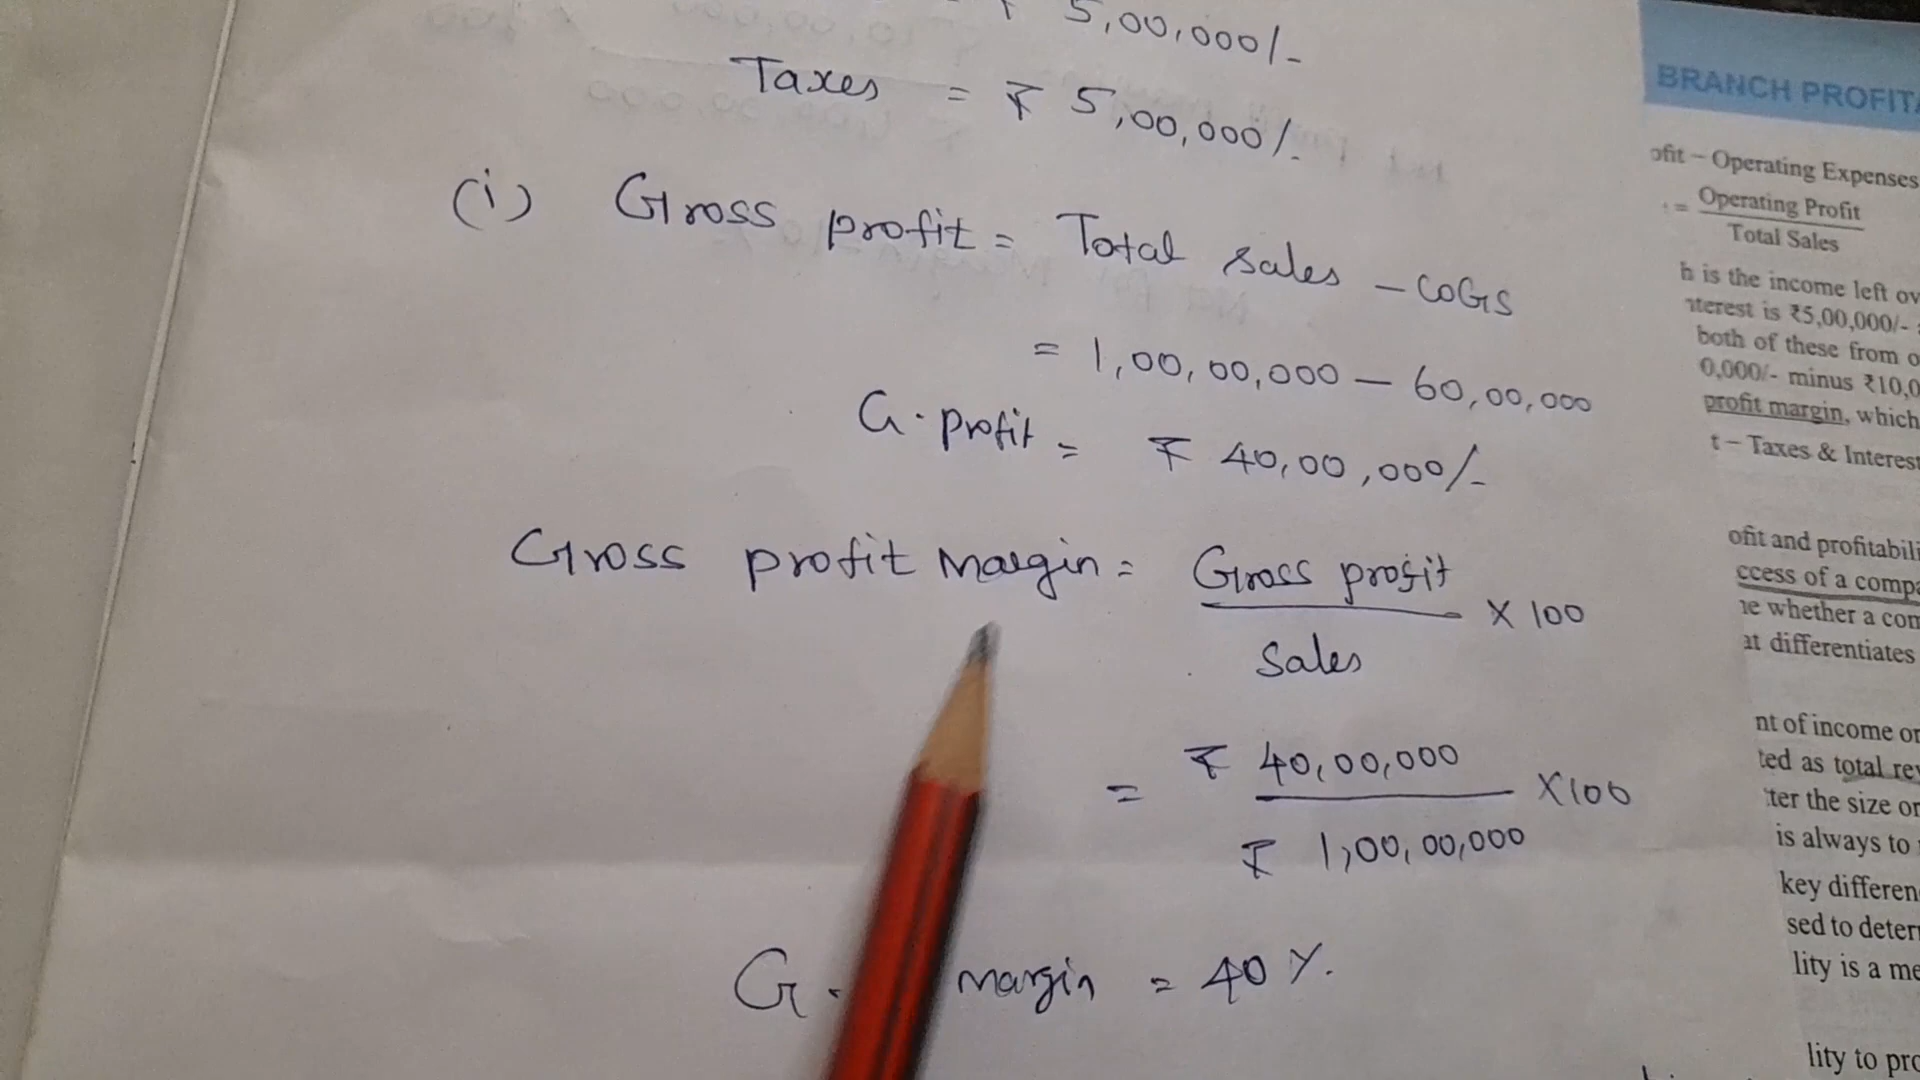 ₹ 5,00,000/-
Taxes = ₹ 5,00,000/-
(i) Gross profit = Total sales - COGS
= 1,00,00,000 - 60,00,000
G. profit = ₹ 40,00,000/-
Gross profit Margin = Gross profit
X 100
Sales
= ₹ 40,00,000
X100
₹ 1,00,00,000
G. margin = 40 %.
BRANCH PROFITA
ofit - Operating Expenses
= Operating Profit
Total Sales
h is the income left ov
nterest is ₹5,00,000/-
both of these from o
0,000/- minus ₹10,0
profit margin, which
t - Taxes & Interest
ofit and profitabili
ccess of a compa
ne whether a com
at differentiates
nt of income or
ted as total rev
ter the size or
is always to
key differen
sed to deter
lity is a me
lity to pro